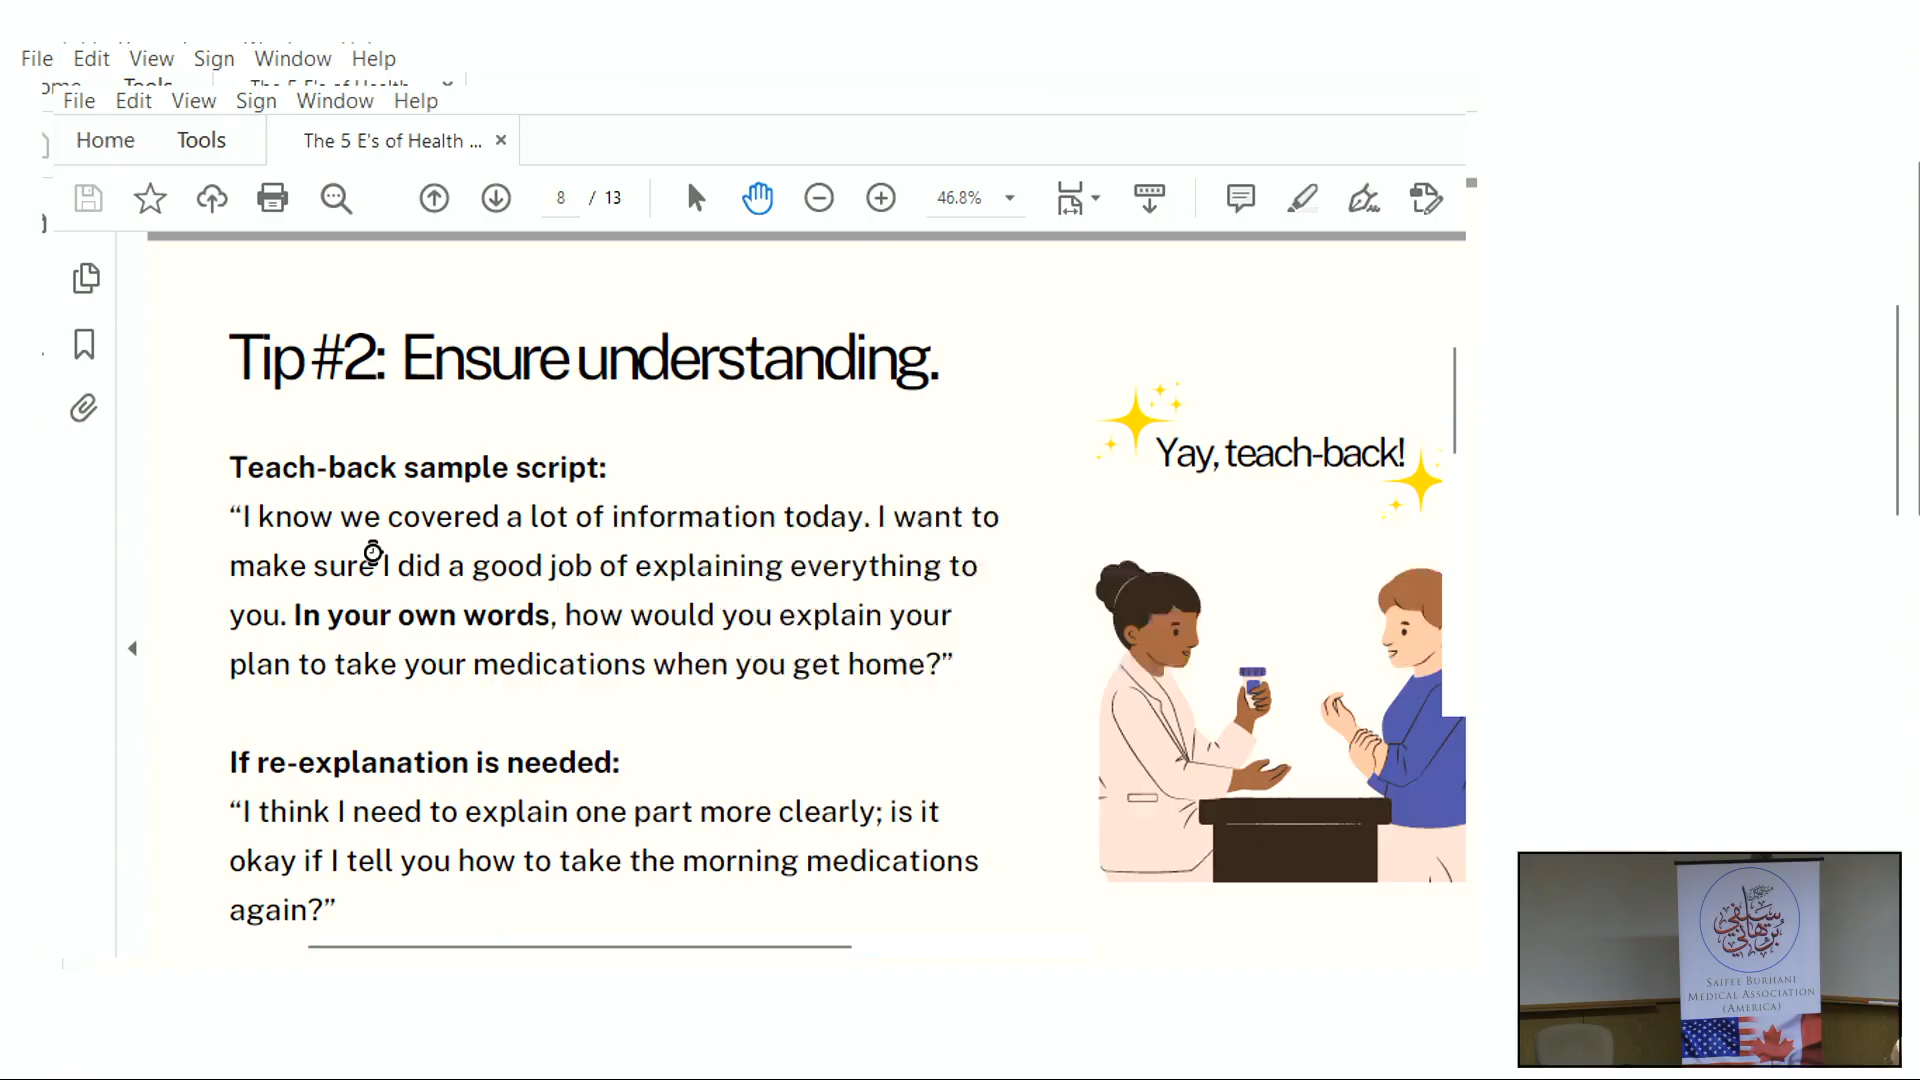 File Edit View Sign Window Help
File Edit View Sign Window Help
Home Tools The 5 E's of Health ... ×
8 / 13 46.8%
Tip #2: Ensure understanding.
Yay, teach-back!
Teach-back sample script:
“I know we covered a lot of information today. I want to
make sure I did a good job of explaining everything to
you. In your own words, how would you explain your
plan to take your medications when you get home?”
If re-explanation is needed:
“I think I need to explain one part more clearly; is it
okay if I tell you how to take the morning medications
again?”
سيفي
برهاني
SAIFEE BURHANI
MEDICAL ASSOCIATION
(AMERICA)